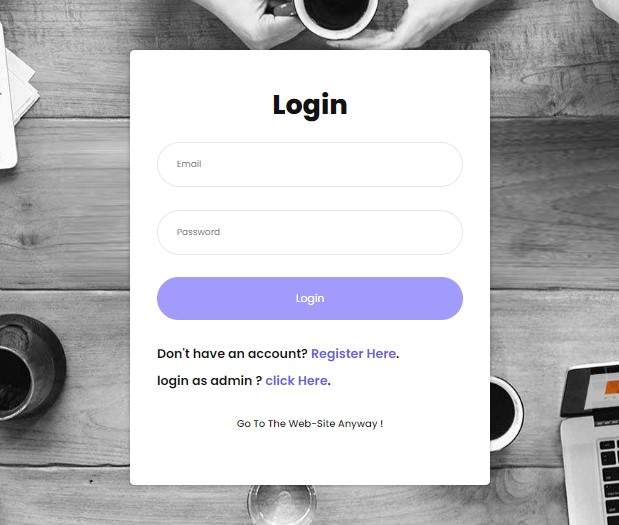 Login
Email
Password
Login
Don't have an account? Register Here.
login as admin ? click Here.
Go To The Web-Site Anyway !